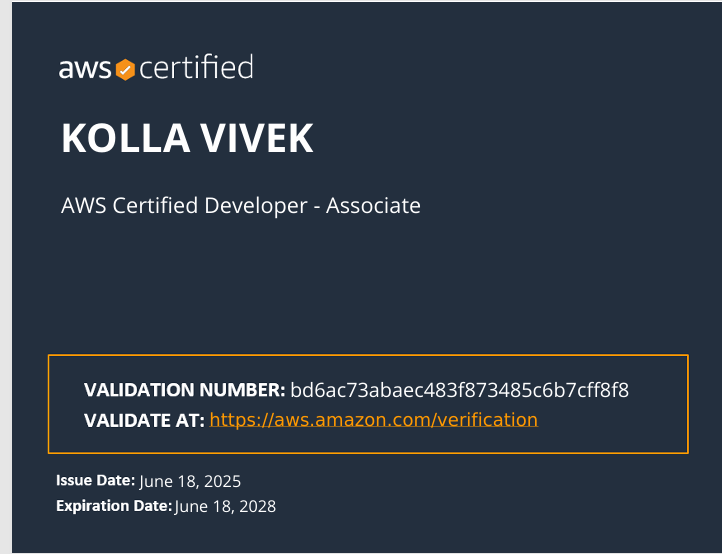 aws certified
KOLLA VIVEK
AWS Certified Developer - Associate
VALIDATION NUMBER: bd6ac73abaec483f873485c6b7cff8f8
VALIDATE AT: https://aws.amazon.com/verification
Issue Date: June 18, 2025
Expiration Date: June 18, 2028